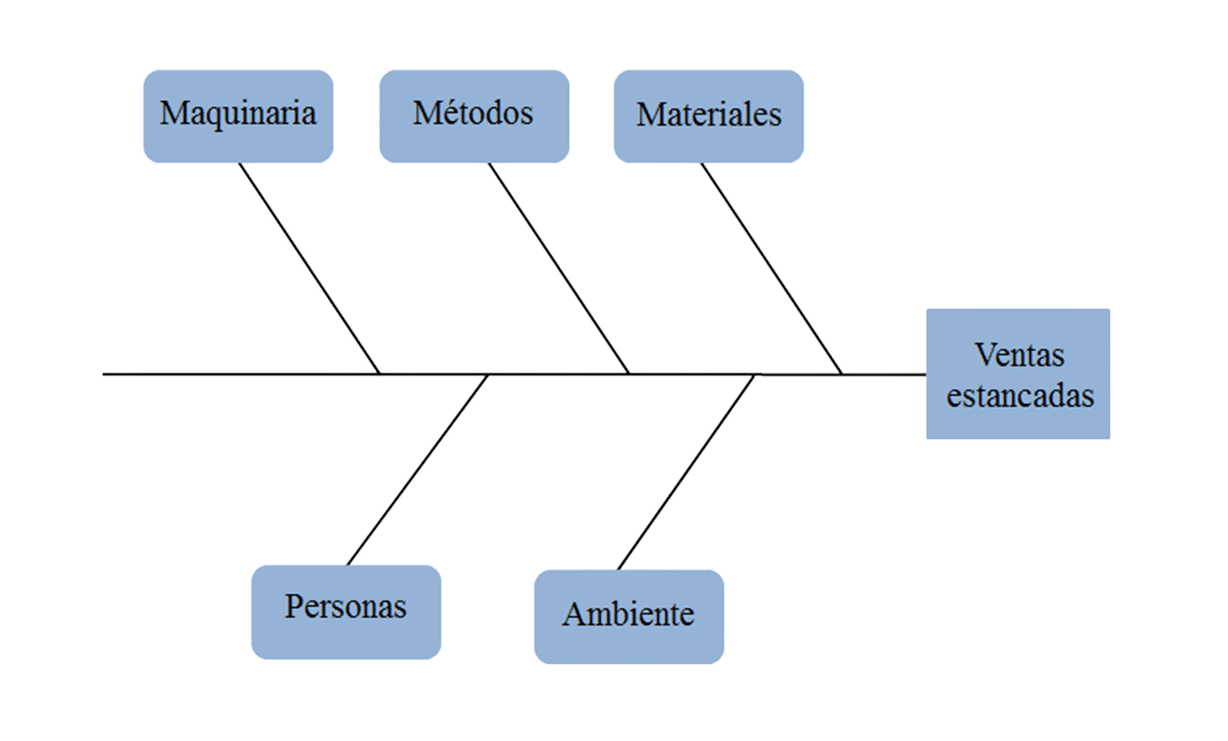 Maquinaria
Métodos
Materiales
Ventas
estancadas
Personas
Ambiente